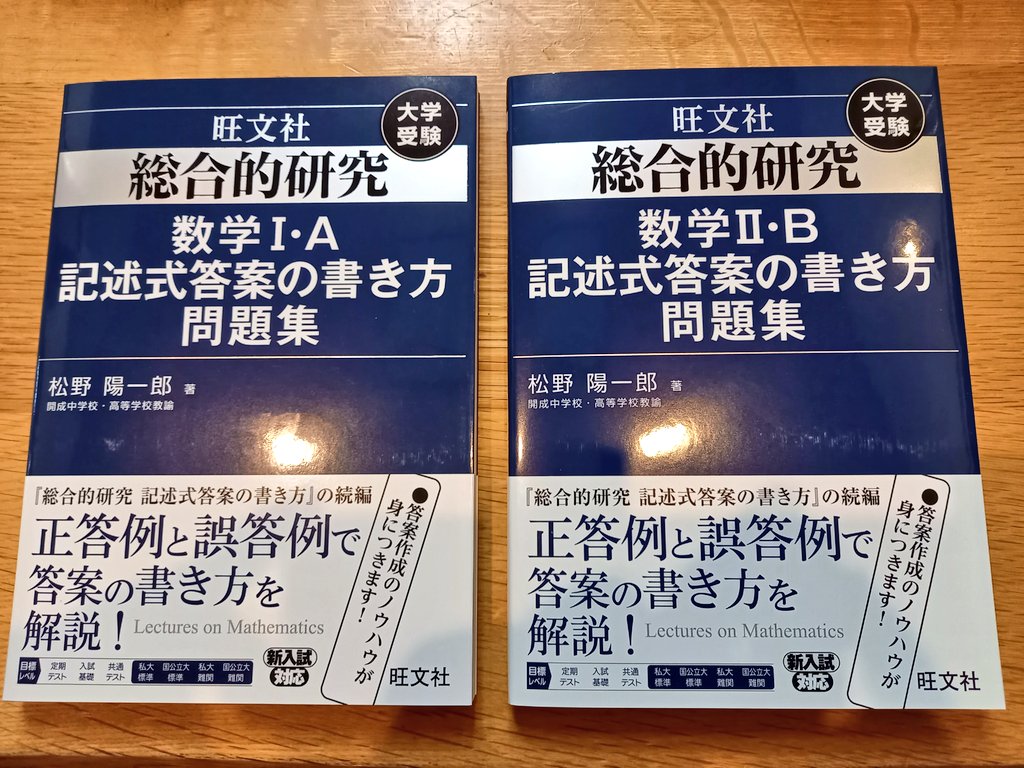 大学
受験
旺文社
総合的研究
数学Ⅰ・A
記述式答案の書き方
問題集
松野 陽一郎 著
開成中学校・高等学校教諭
『総合的研究 記述式答案の書き方』の続編
正答例と誤答例で
答案の書き方を
解説!
Lectures on Mathematics
●答案作成のノウハウが
身につきます!
目標
レベル
定期
テスト
入試
基礎
共通
テスト
私大
標準
国公立大
標準
私大
難関
国公立大
難関
新入試
対応
旺文社
大学
受験
旺文社
総合的研究
数学Ⅱ・B
記述式答案の書き方
問題集
松野 陽一郎 著
開成中学校・高等学校教諭
『総合的研究 記述式答案の書き方』の続編
正答例と誤答例で
答案の書き方を
解説!
Lectures on Mathematics
●答案作成のノウハウが
身につきます!
目標
レベル
定期
テスト
入試
基礎
共通
テスト
私大
標準
国公立大
標準
私大
難関
国公立大
難関
新入試
対応
旺文社